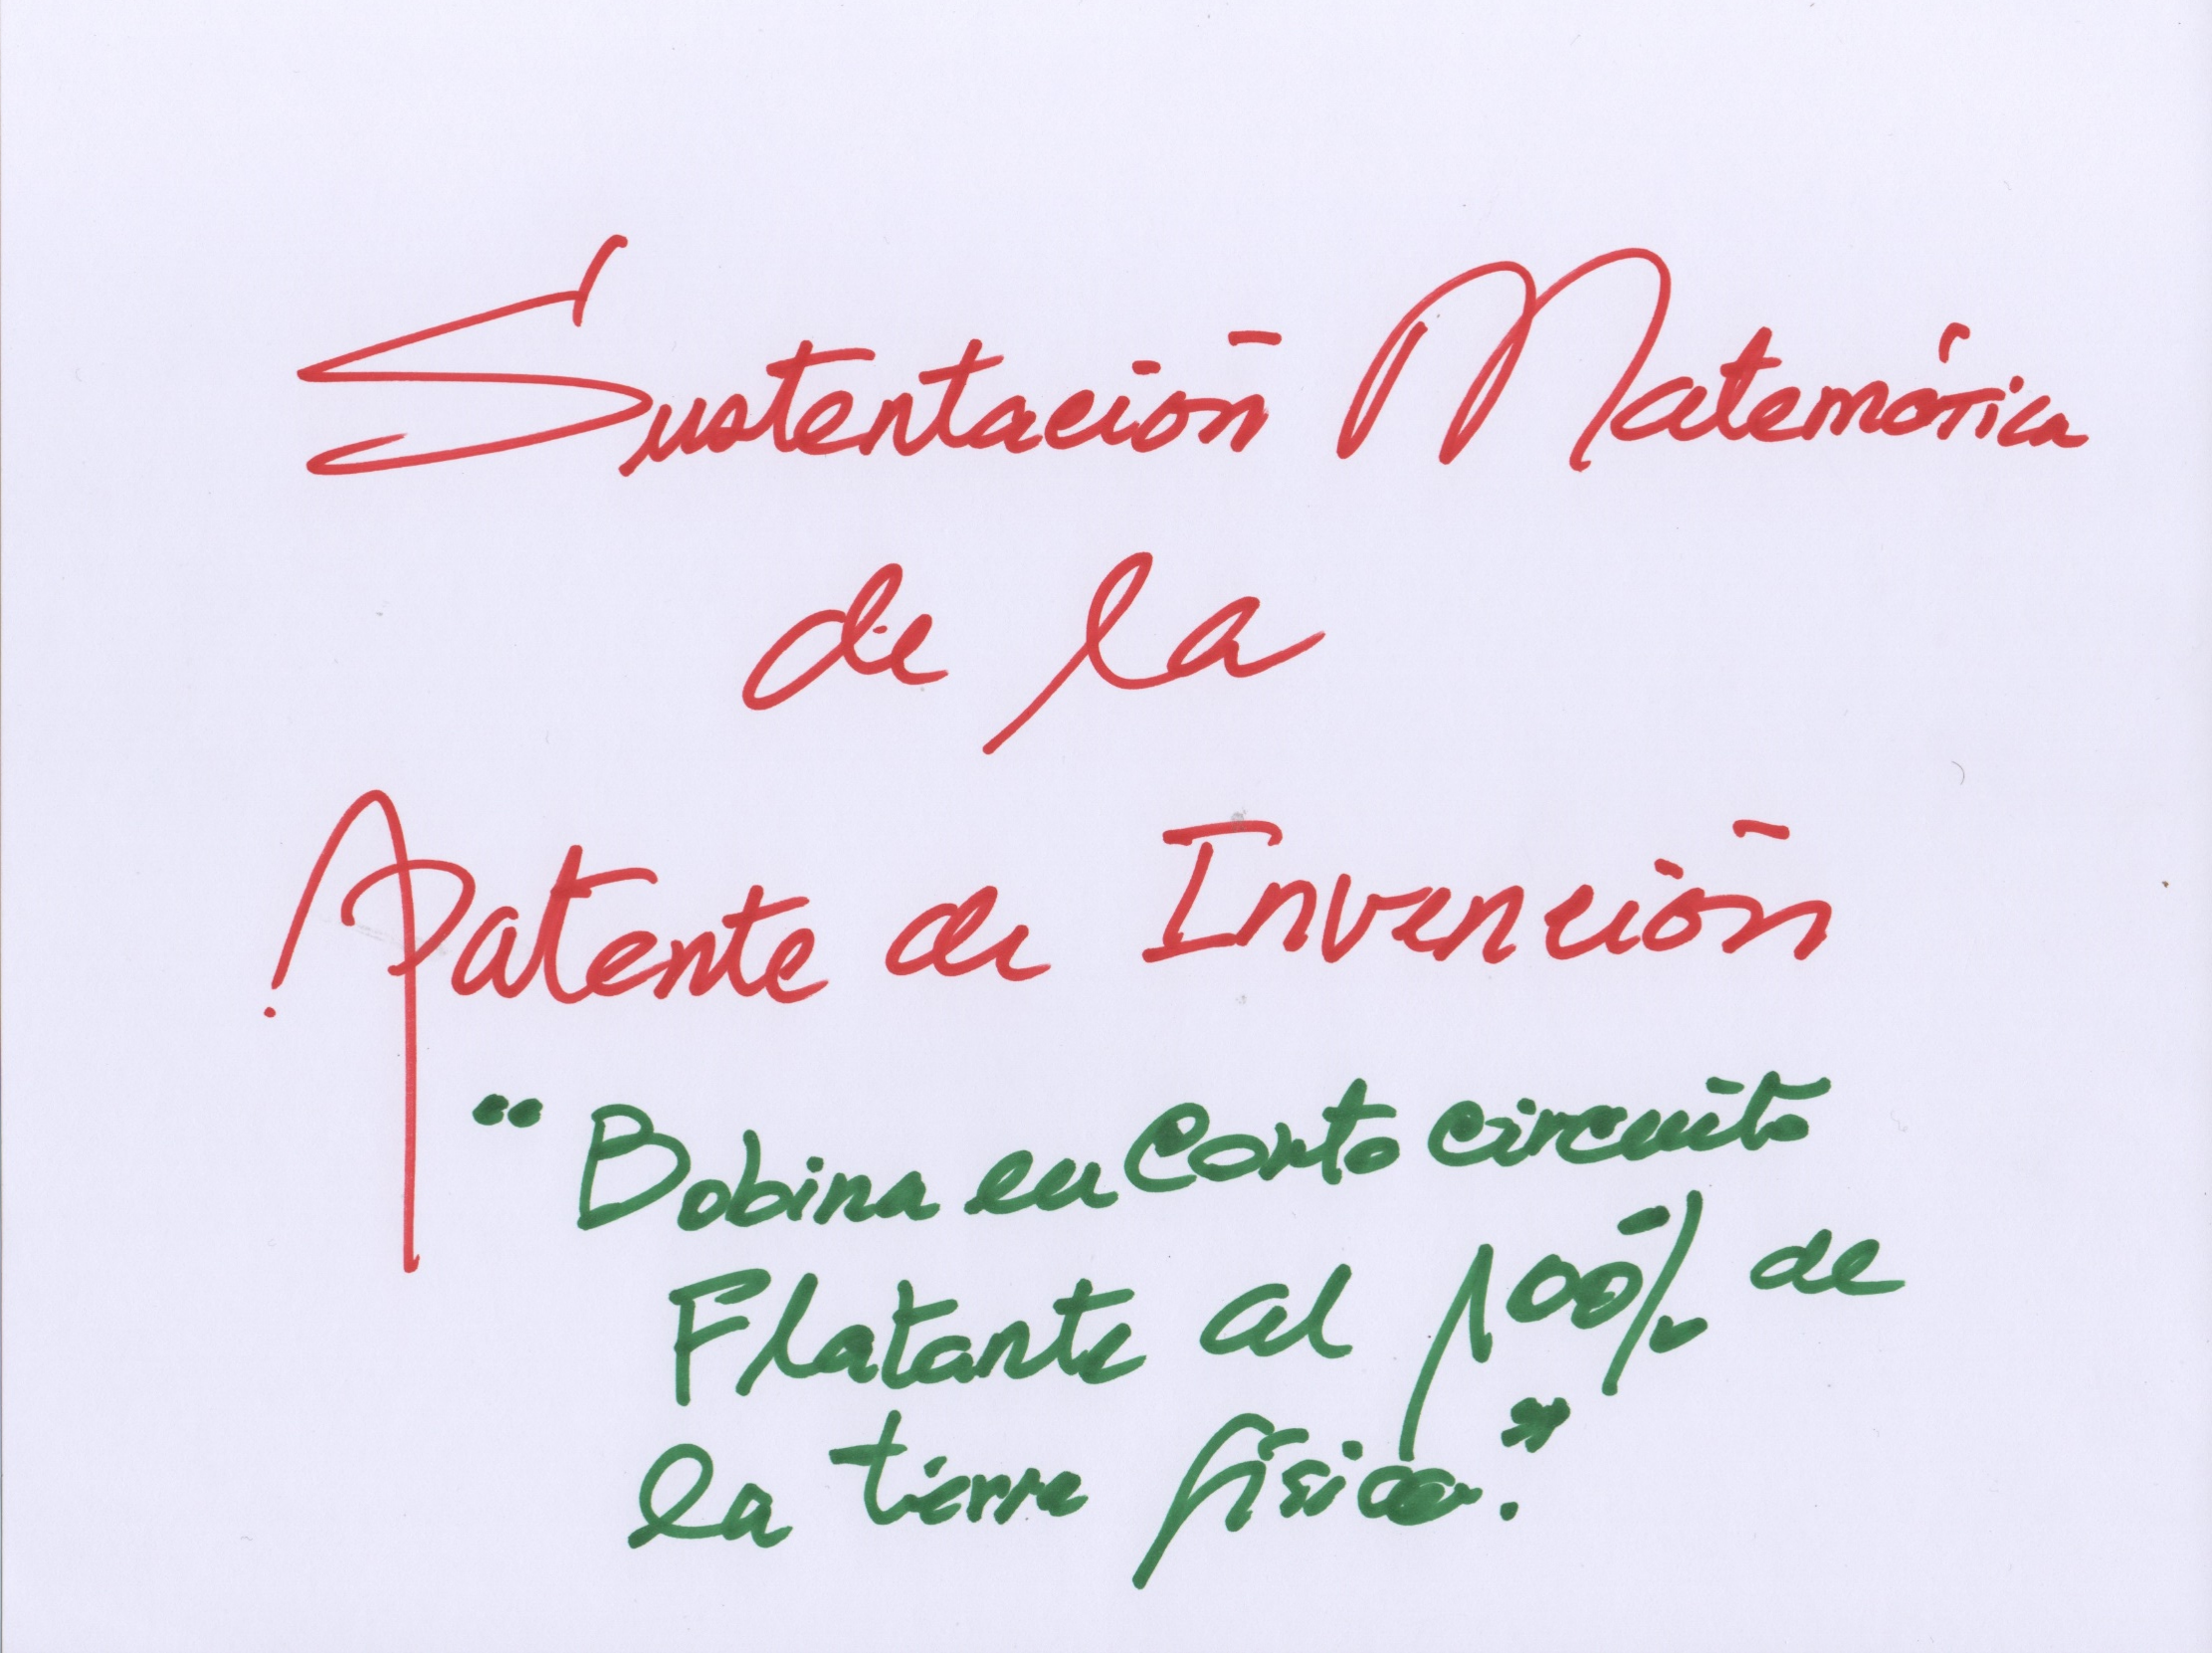 Sustentación Matemática
de la
Patente de Invención
"Bobina en Corto circuito
Flotante al 100% de
la tierra física."